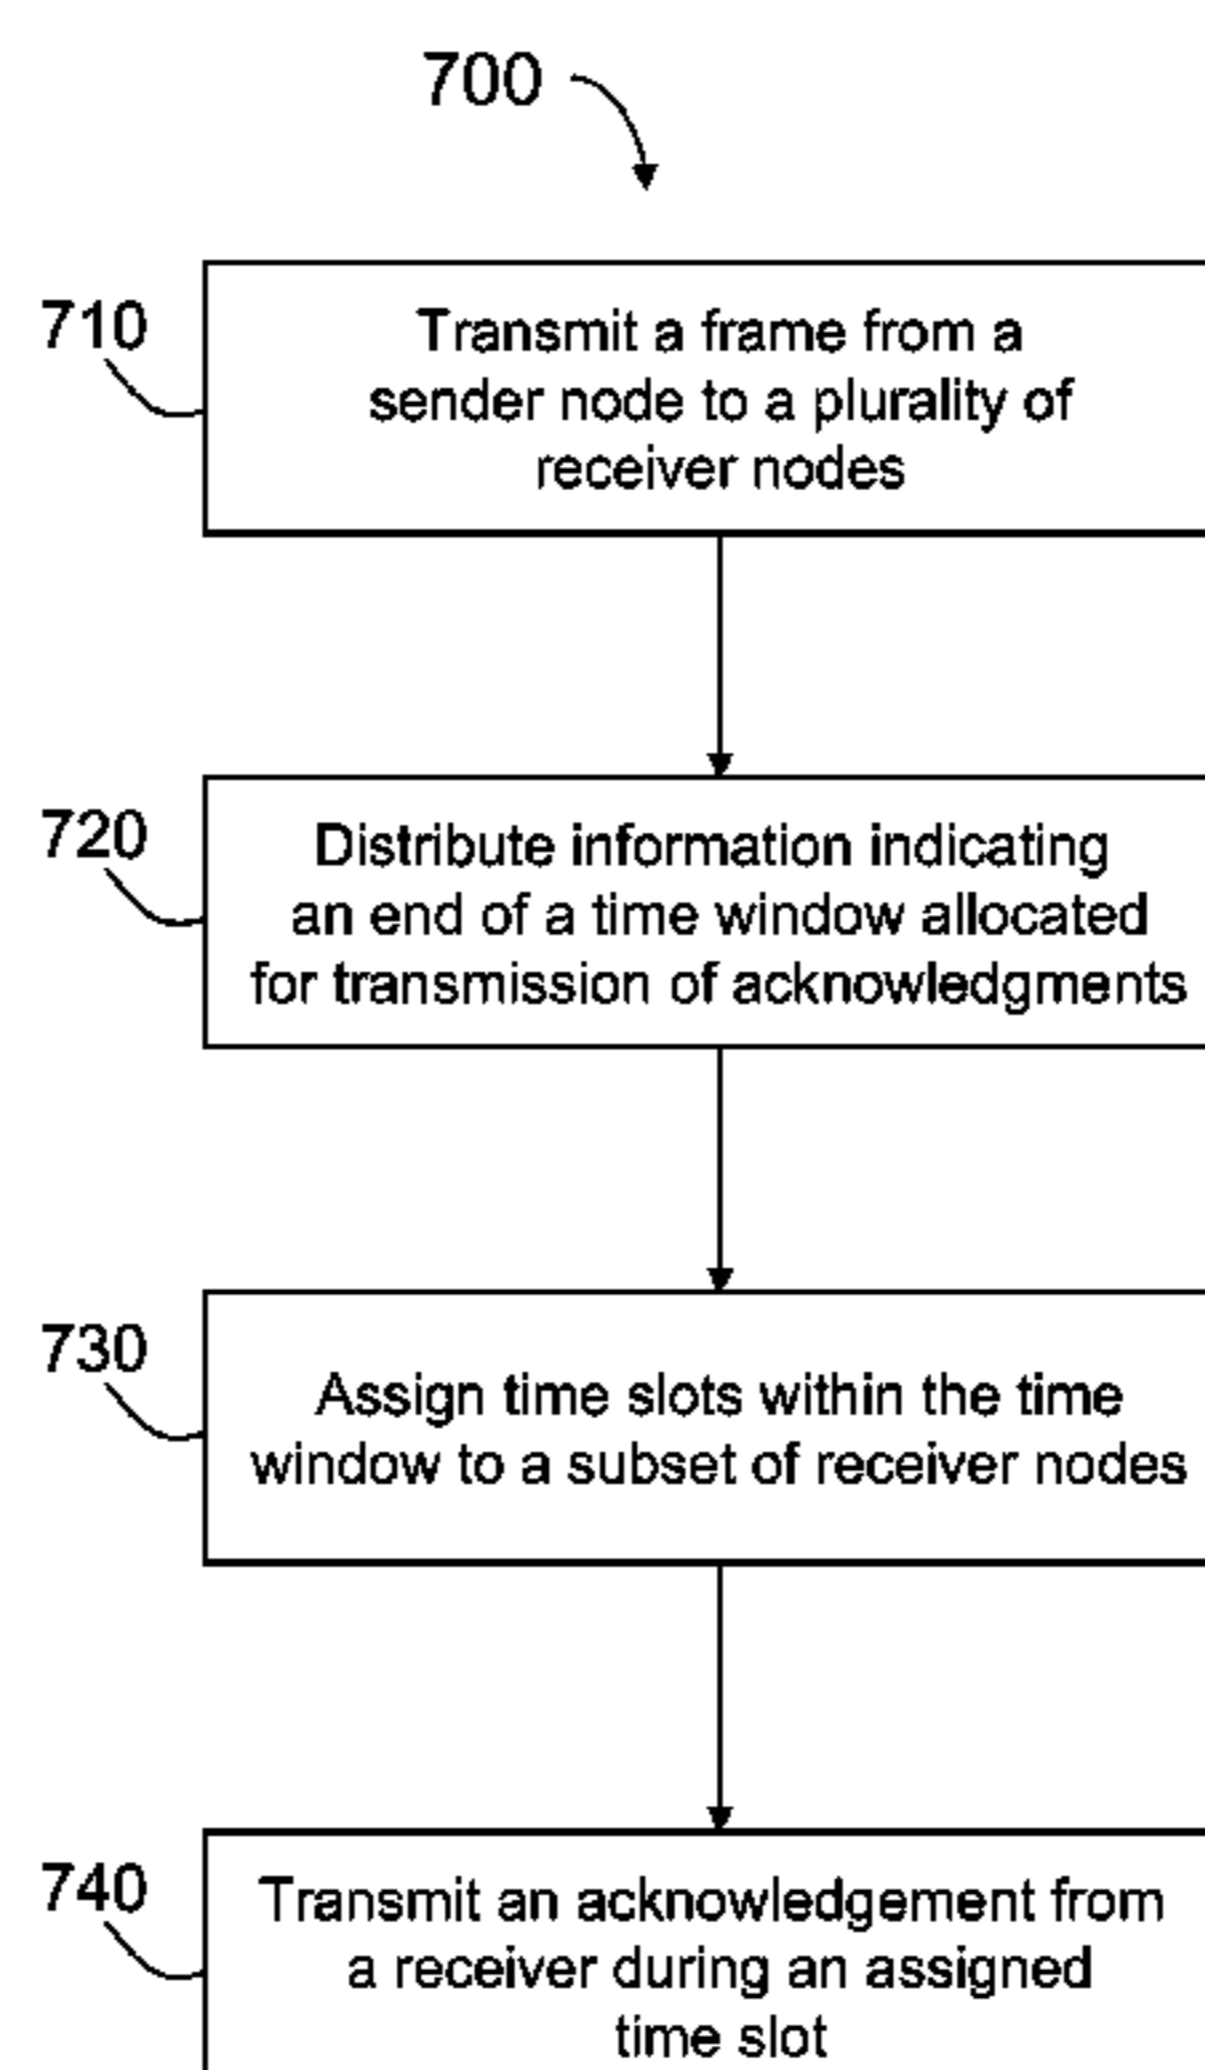 700
710
Transmit a frame from a
sender node to a plurality of
receiver nodes
720
Distribute information indicating
an end of a time window allocated
for transmission of acknowledgments
730
Assign time slots within the time
window to a subset of receiver nodes
740
Transmit an acknowledgement from
a receiver during an assigned
time slot